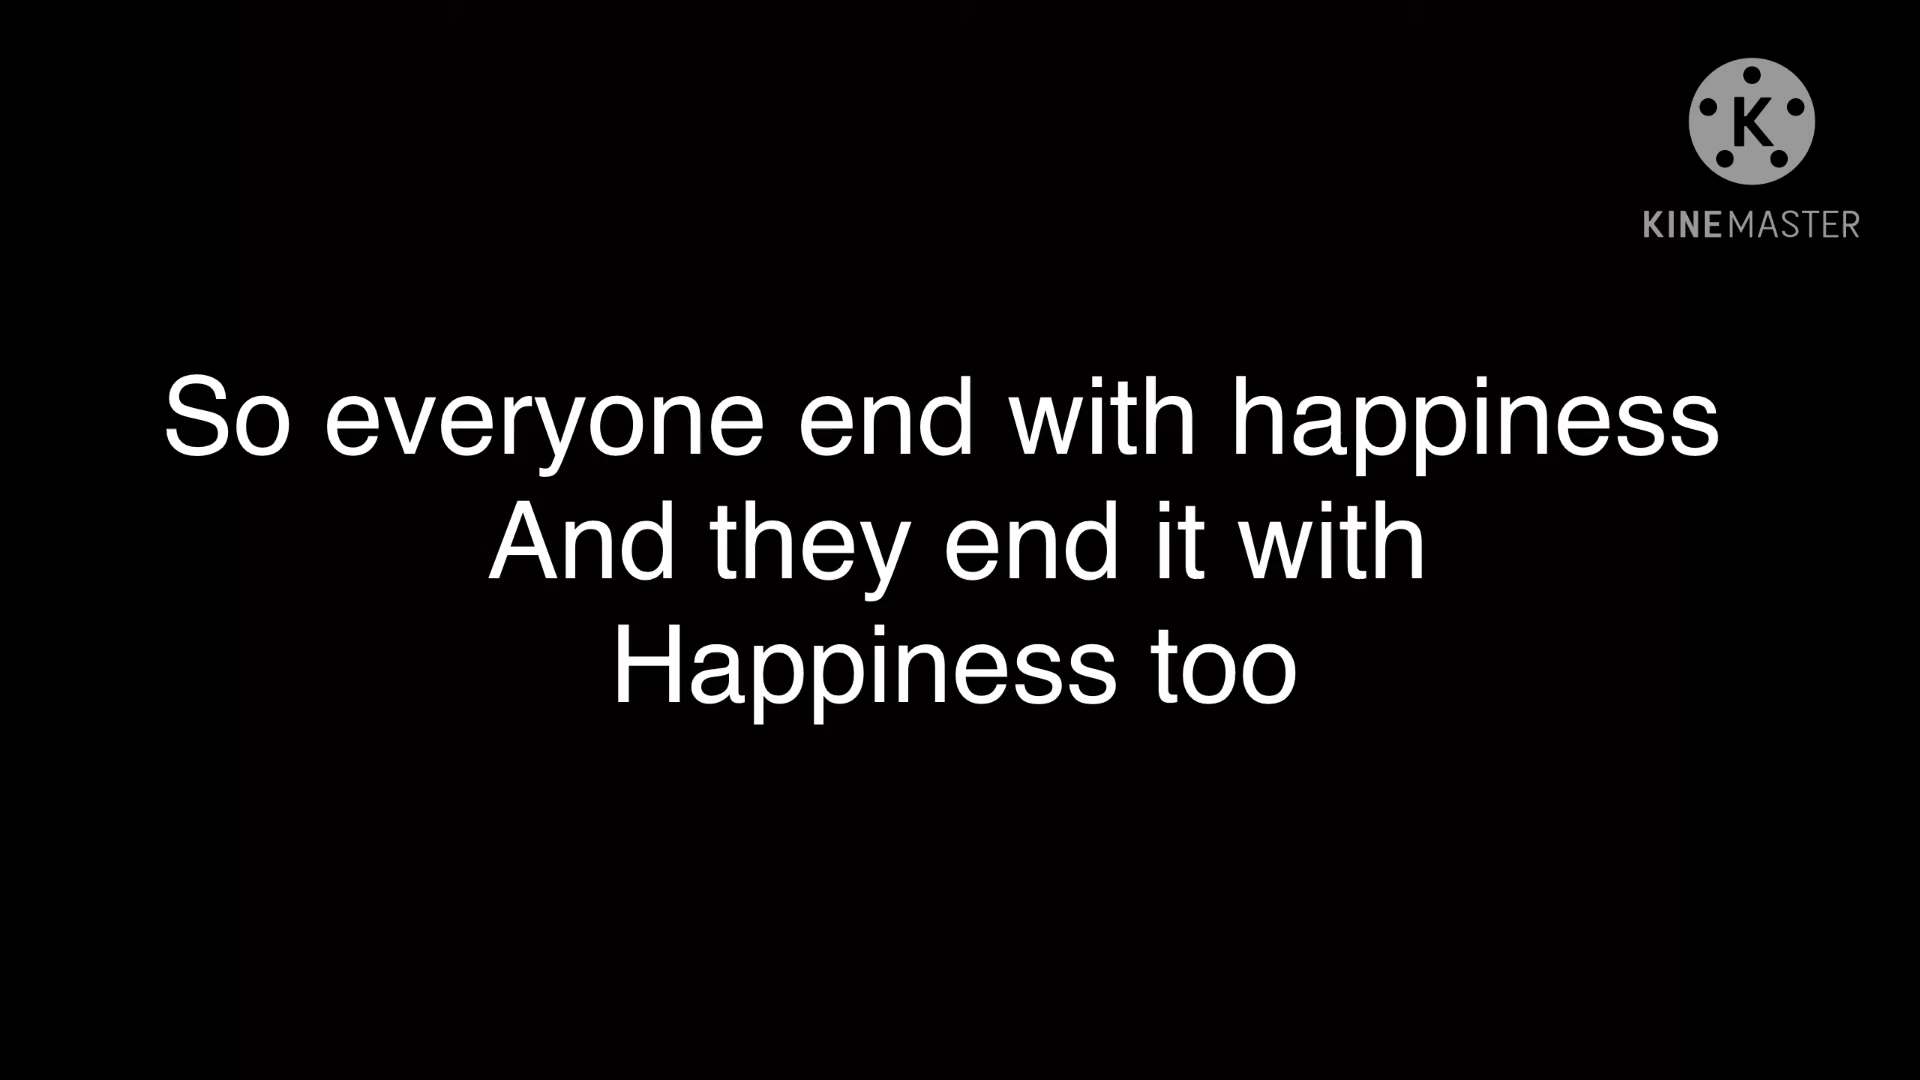 K
KINEMASTER
So everyone end with happiness
And they end it with
Happiness too